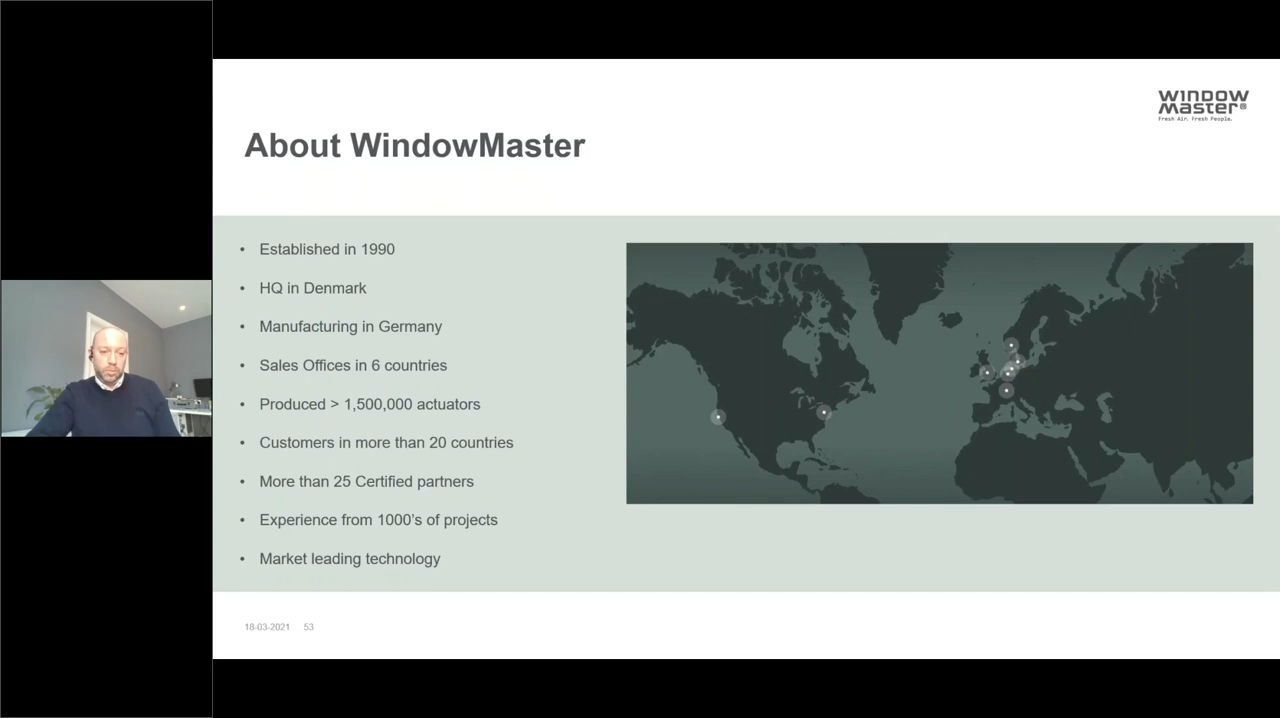 WINDOW
Master®
Fresh Air. Fresh People.
About WindowMaster
• Established in 1990
• HQ in Denmark
• Manufacturing in Germany
• Sales Offices in 6 countries
• Produced > 1,500,000 actuators
• Customers in more than 20 countries
• More than 25 Certified partners
• Experience from 1000’s of projects
• Market leading technology
18-03-2021 53